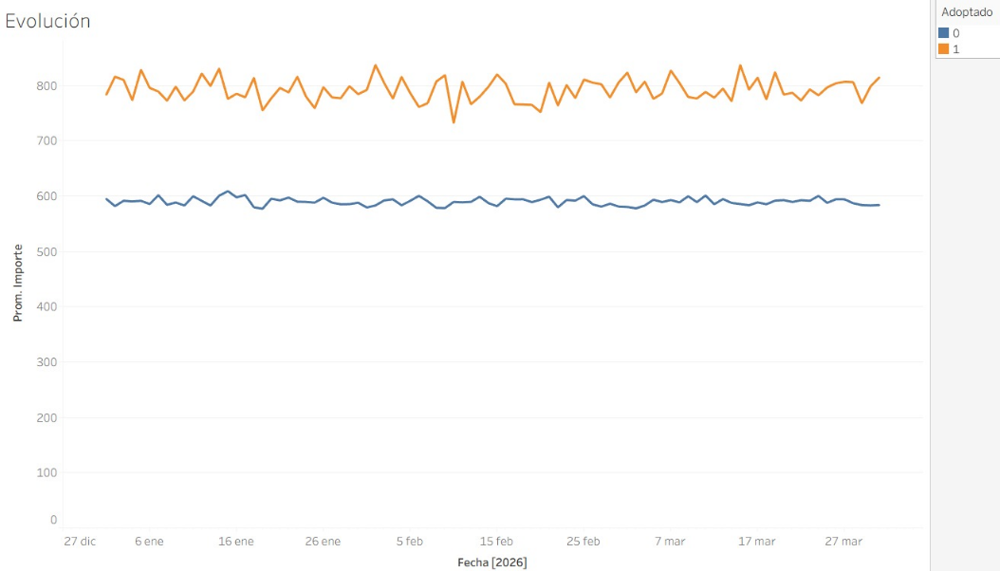 Evolución
Adoptado
0
1
Prom. Importe
800
700
600
500
400
300
200
100
0
27 dic
6 ene
16 ene
26 ene
5 feb
15 feb
25 feb
7 mar
17 mar
27 mar
Fecha [2026]